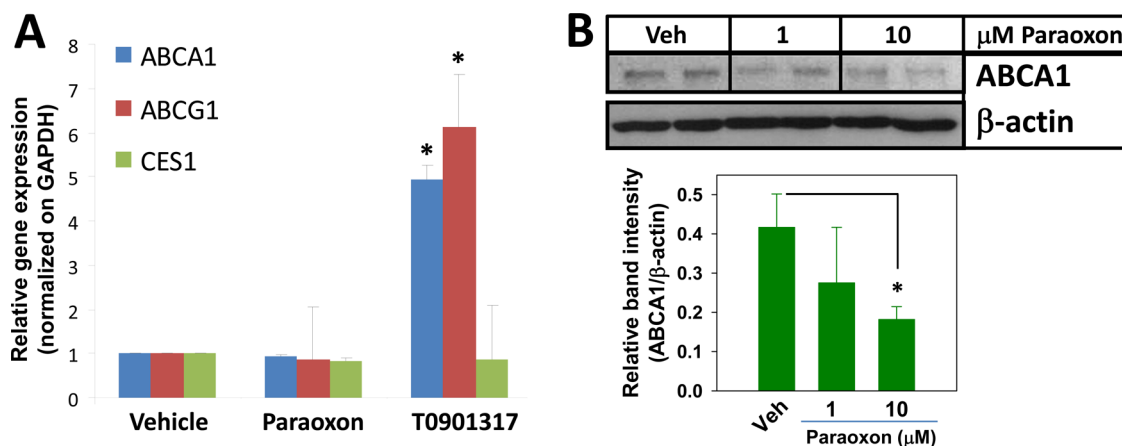 A
Relative gene expression
(normalized on GAPDH)
8
7
6
5
4
3
2
1
0
ABCA1
ABCG1
CES1
*
*
Vehicle
Paraoxon
T0901317
B
Veh
1
10
μM Paraoxon
ABCA1
β-actin
Relative band intensity
(ABCA1/β-actin)
0.5
0.4
0.3
0.2
0.1
0.0
*
Veh
1
10
Paraoxon (μM)